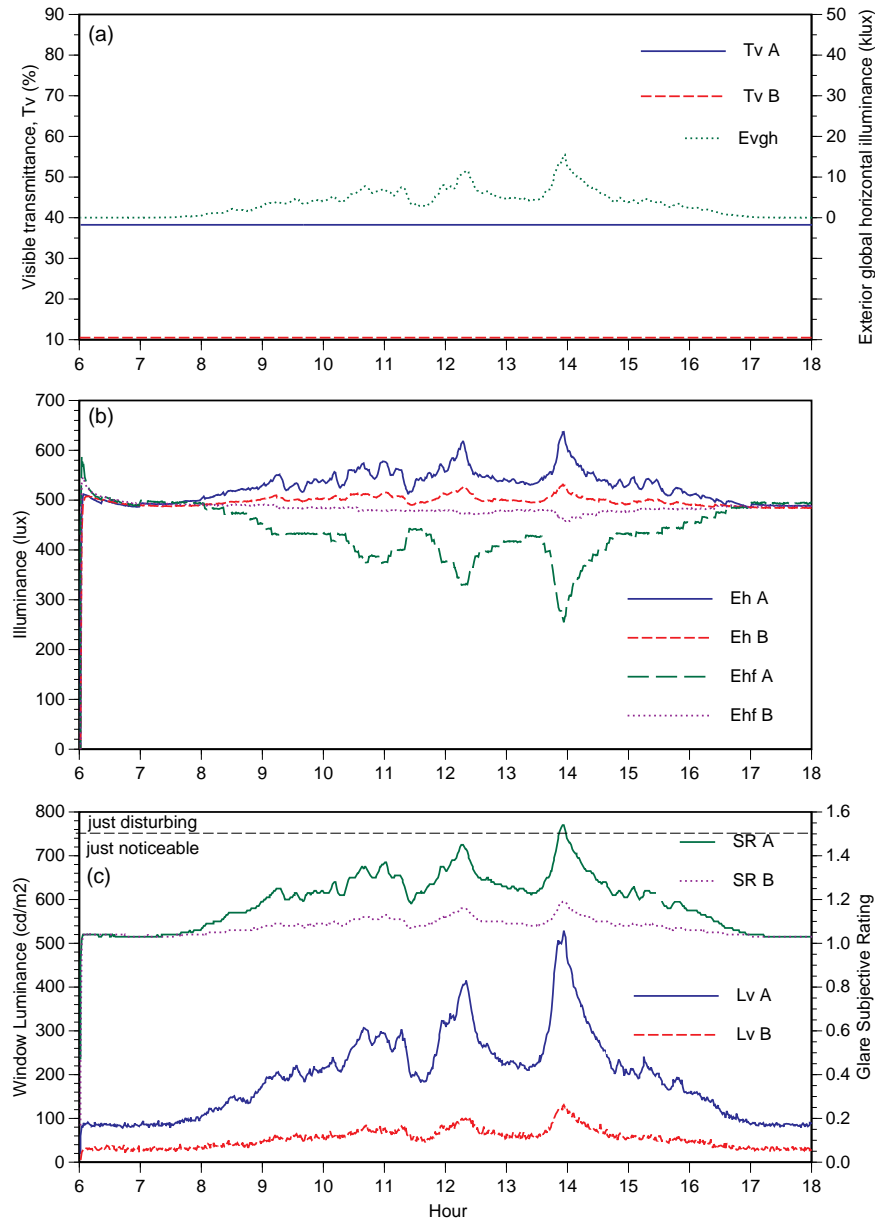 (a)
90
80
70
60
50
40
30
20
10
Visible transmittance, Tv (%)
50
40
30
20
10
0
Exterior global horizontal illuminance (klux)
Tv A
Tv B
Evgh
6 7 8 9 10 11 12 13 14 15 16 17 18
(b)
700
600
500
400
300
200
100
0
Illuminance (lux)
Eh A
Eh B
Ehf A
Ehf B
6 7 8 9 10 11 12 13 14 15 16 17 18
800
700
600
500
400
300
200
100
0
Window Luminance (cd/m2)
just disturbing
just noticeable
(c)
SR A
SR B
Lv A
Lv B
1.6
1.4
1.2
1.0
0.8
0.6
0.4
0.2
0.0
Glare Subjective Rating
6 7 8 9 10 11 12 13 14 15 16 17 18
Hour